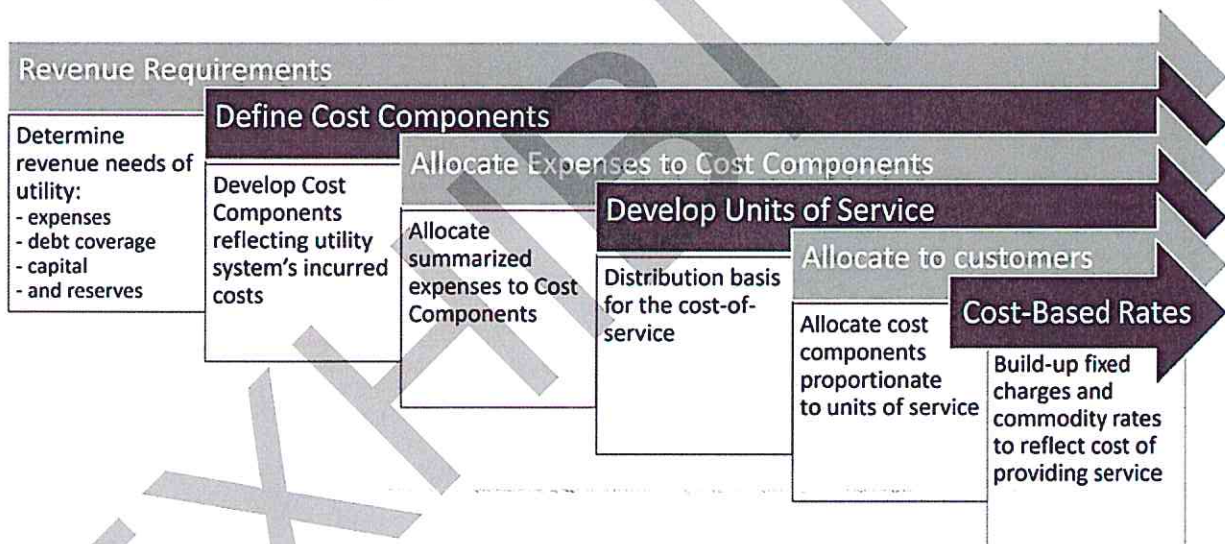 Revenue Requirements
Determine
revenue needs of
utility:
- expenses
- debt coverage
- capital
- and reserves
Define Cost Components
Develop Cost
Components
reflecting utility
system's incurred
costs
Allocate Expenses to Cost Components
Allocate
summarized
expenses to Cost
Components
Develop Units of Service
Distribution basis
for the cost-of-
service
Allocate to customers
Allocate cost
components
proportionate
to units of service
Cost-Based Rates
Build-up fixed
charges and
commodity rates
to reflect cost of
providing service
EXHIBIT